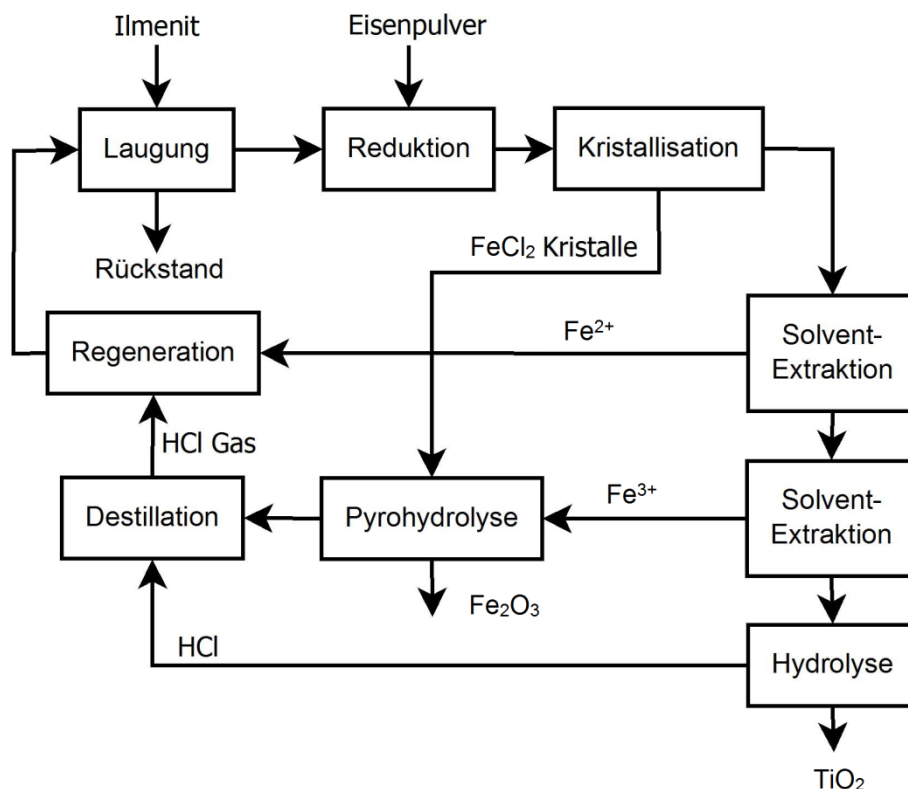 Ilmenit
Eisenpulver
Laugung
Reduktion
Kristallisation
Rückstand
FeCl₂ Kristalle
Regeneration
Fe²⁺
Solvent-
Extraktion
HCl Gas
Destillation
Pyrohydrolyse
Fe³⁺
Solvent-
Extraktion
Fe₂O₃
HCl
Hydrolyse
TiO₂